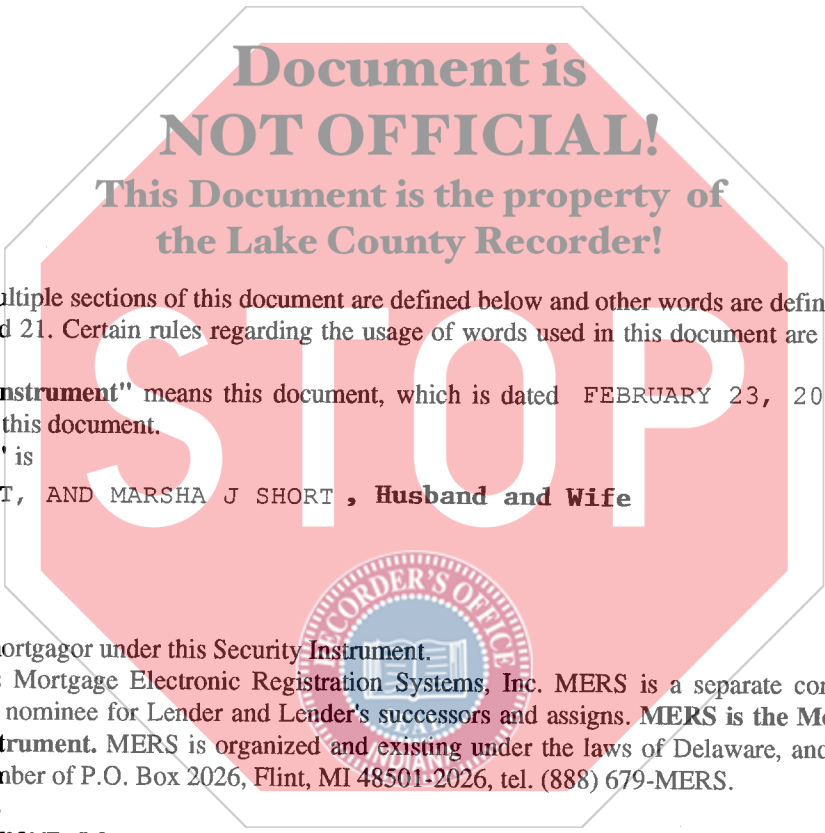 Document is
NOT OFFICIAL!
This Document is the property of
the Lake County Recorder!
ultiple sections of this document are defined below and other words are defin
d 21. Certain rules regarding the usage of words used in this document are
nstrument" means this document, which is dated FEBRUARY 23, 20
this document.
" is
T, AND MARSHA J SHORT , Husband and Wife
STOP
RECORDER'S OFFICE
ortgagor under this Security Instrument.
s Mortgage Electronic Registration Systems, Inc. MERS is a separate cor
nominee for Lender and Lender's successors and assigns. MERS is the Mo
SEAL
trument. MERS is organized and existing under the laws of Delaware, and
INDIANA
mber of P.O. Box 2026, Flint, MI 48501-2026, tel. (888) 679-MERS.